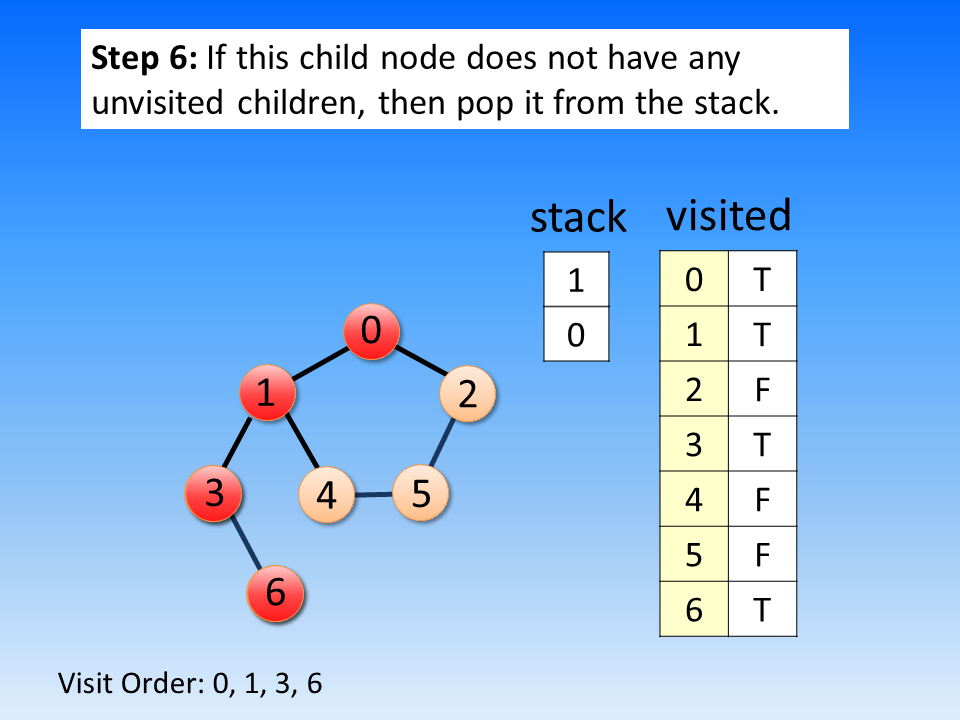 Step 6: If this child node does not have any
unvisited children, then pop it from the stack.
stack visited
1
0
0 T
1 T
2 F
3 T
4 F
5 F
6 T
0
1
2
3
4
5
6
Visit Order: 0, 1, 3, 6